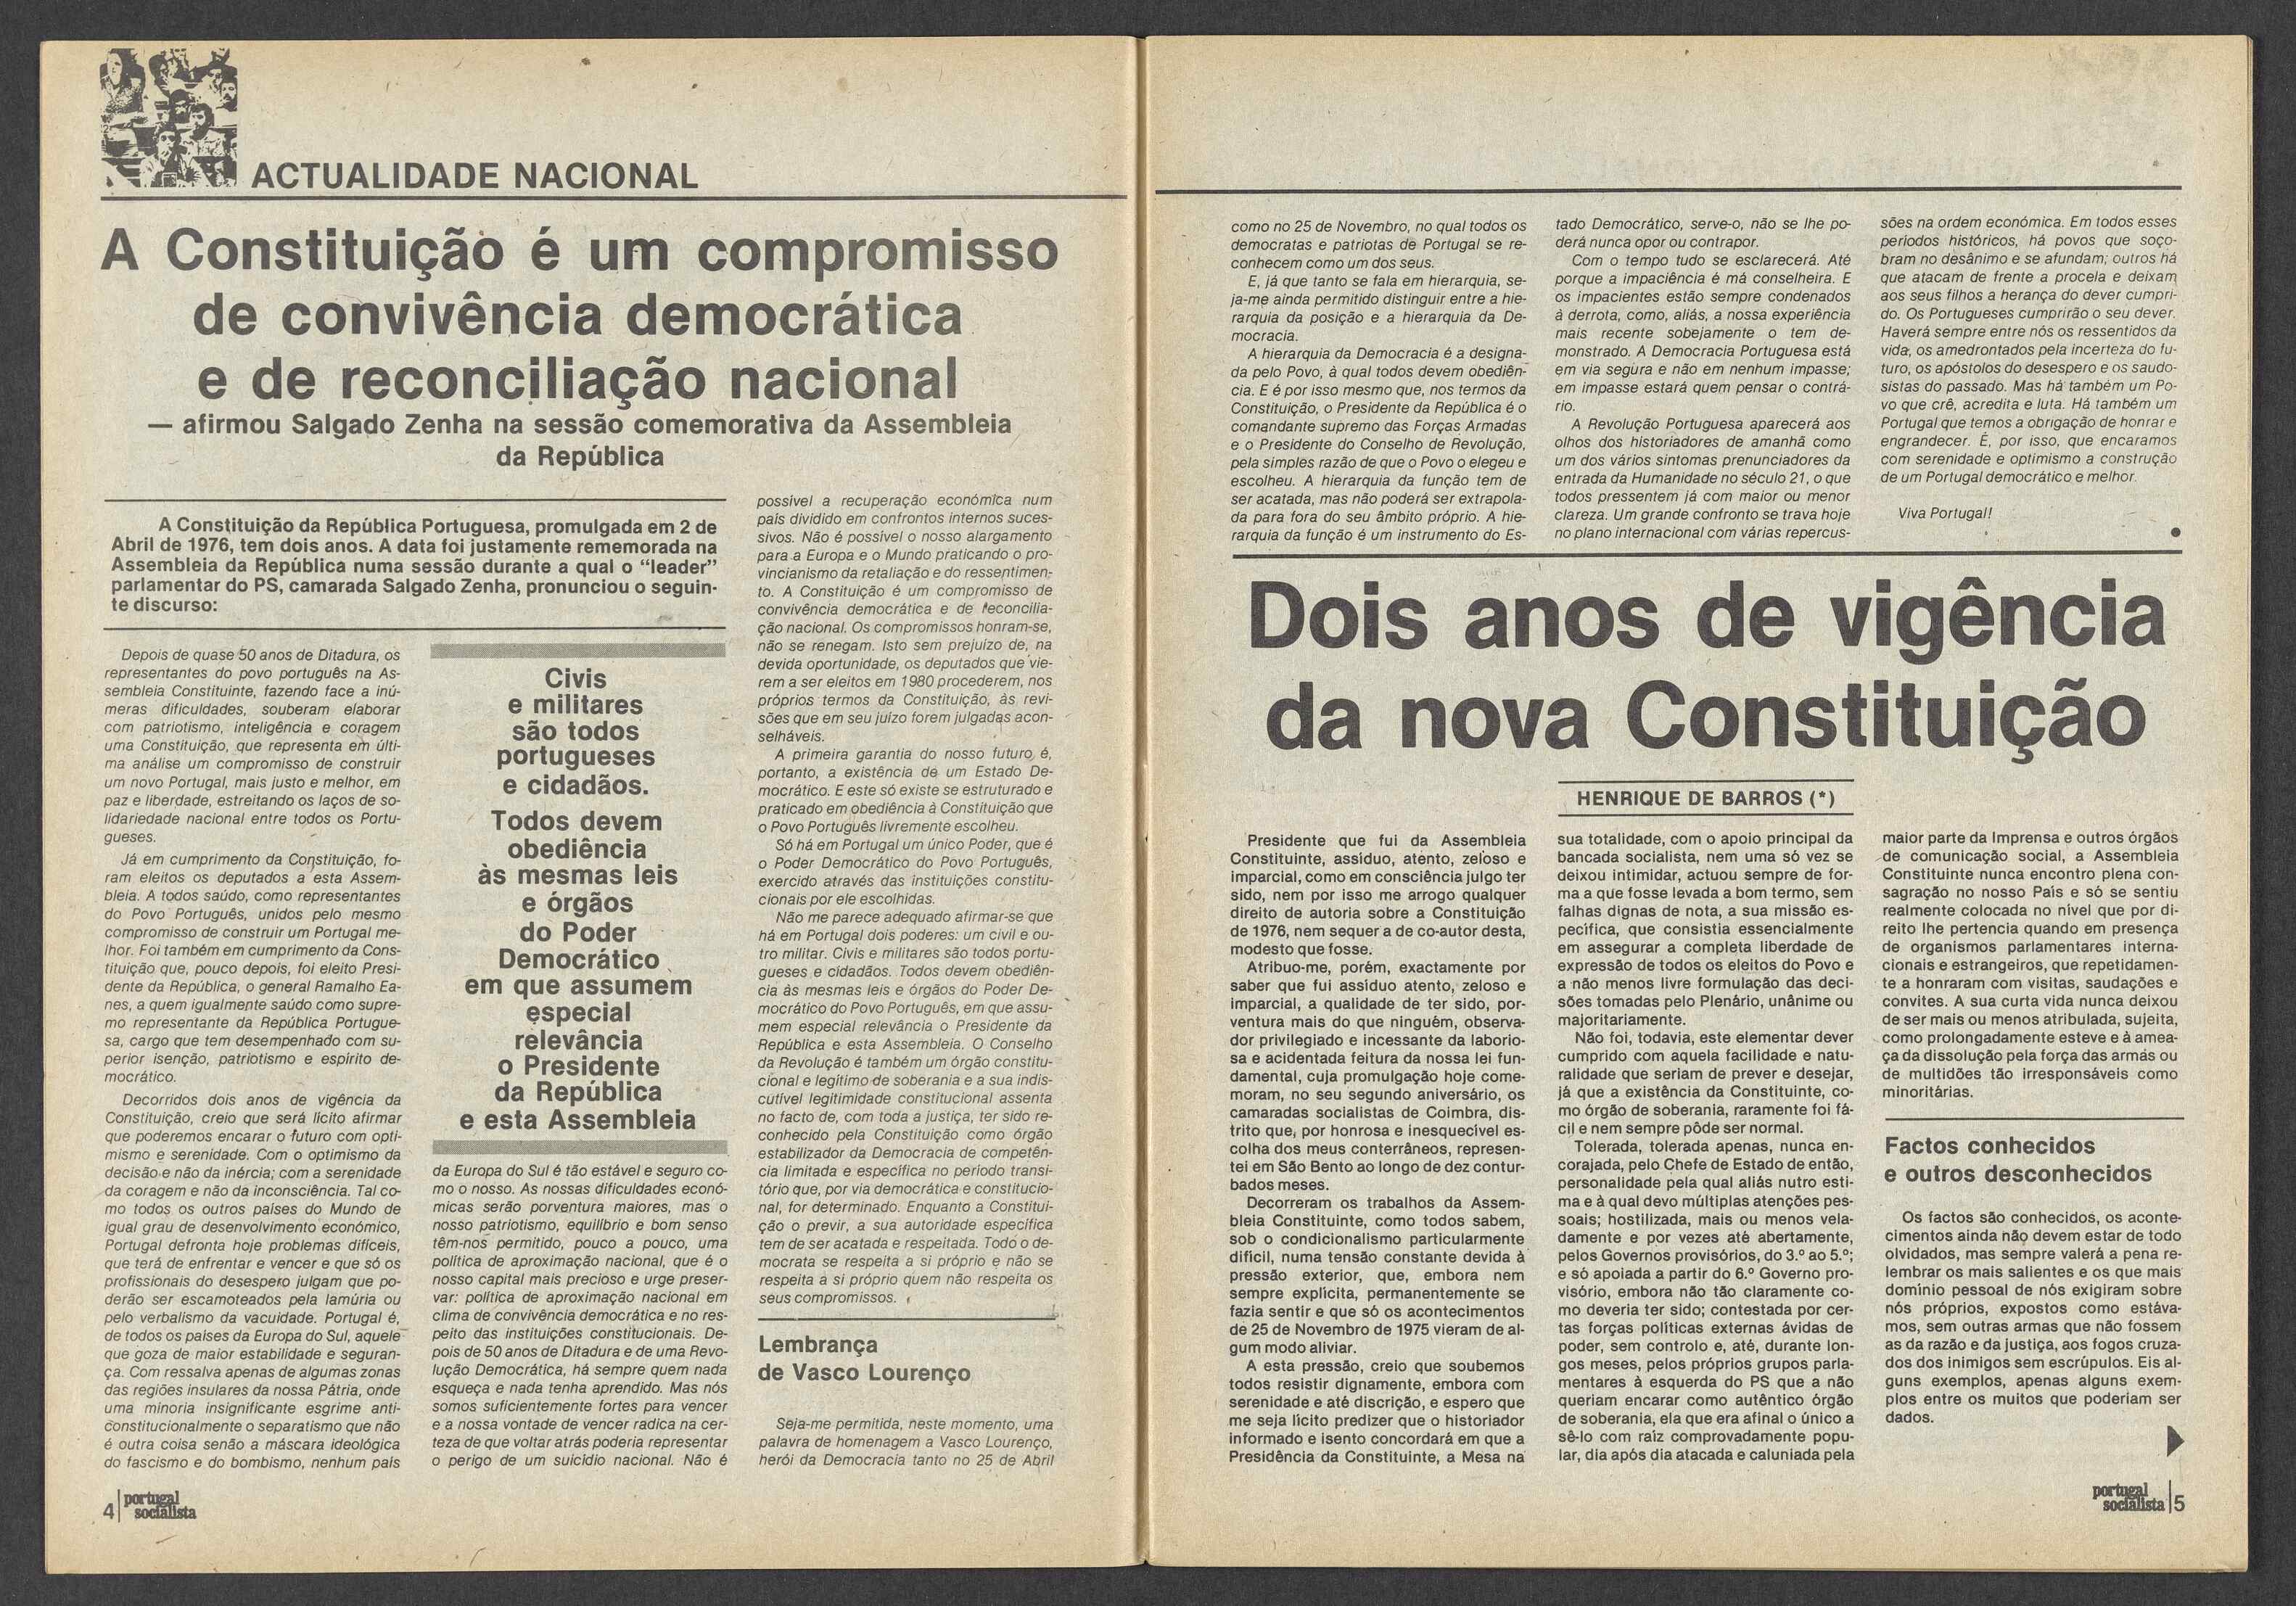 ACTUALIDADE NACIONAL
A Constituição é um compromisso
de convivência democrática
e de reconciliação nacional
— afirmou Salgado Zenha na sessão comemorativa da Assembleia
da República
A Constituição da República Portuguesa, promulgada em 2 de
Abril de 1976, tem dois anos. A data foi justamente rememorada na
Assembleia da República numa sessão durante a qual o "leader"
parlamentar do PS, camarada Salgado Zenha, pronunciou o seguin-
te discurso:
Depois de quase 50 anos de Ditadura, os
representantes do povo português na As-
sembleia Constituinte, fazendo face a inú-
meras dificuldades, souberam elaborar
com patriotismo, inteligência e coragem
uma Constituição, que representa em últi-
ma análise um compromisso de construir
um novo Portugal, mais justo e melhor, em
paz e liberdade, estreitando os laços de so-
lidariedade nacional entre todos os Portu-
gueses.
Já em cumprimento da Constituição, fo-
ram eleitos os deputados a esta Assem-
bleia. A todos saúdo, como representantes
do Povo Português, unidos pelo mesmo
compromisso de construir um Portugal me-
lhor. Foi também em cumprimento da Cons-
tituição que, pouco depois, foi eleito Presi-
dente da República, o general Ramalho Ea-
nes, a quem igualmente saúdo como supre-
mo representante da República Portugue-
sa, cargo que tem desempenhado com su-
perior isenção, patriotismo e espírito de-
mocrático.
Decorridos dois anos de vigência da
Constituição, creio que será lícito afirmar
que poderemos encarar o futuro com opti-
mismo e serenidade. Com o optimismo da
decisão e não da inércia; com a serenidade
da coragem e não da inconsciência. Tal co-
mo todos os outros países do Mundo de
igual grau de desenvolvimento económico,
Portugal defronta hoje problemas difíceis,
que terá de enfrentar e vencer e que só os
profissionais do desespero julgam que po-
derão ser escamoteados pela lamúria ou
pelo verbalismo da vacuidade. Portugal é,
de todos os países da Europa do Sul, aquele
que goza de maior estabilidade e seguran-
ça. Com ressalva apenas de algumas zonas
das regiões insulares da nossa Pátria, onde
uma minoria insignificante esgrime anti-
constitucionalmente o separatismo que não
é outra coisa senão a máscara ideológica
do fascismo e do bombismo, nenhum país
Civis
e militares
são todos
portugueses
e cidadãos.
Todos devem
obediência
às mesmas leis
e órgãos
do Poder
Democrático
em que assumem
especial
relevância
o Presidente
da República
e esta Assembleia
da Europa do Sul é tão estável e seguro co-
mo o nosso. As nossas dificuldades econó-
micas serão porventura maiores, mas o
nosso patriotismo, equilíbrio e bom senso
têm-nos permitido, pouco a pouco, uma
política de aproximação nacional, que é o
nosso capital mais precioso e urge preser-
var: política de aproximação nacional em
clima de convivência democrática e no res-
peito das instituições constitucionais. De-
pois de 50 anos de Ditadura e de uma Revo-
lução Democrática, há sempre quem nada
esqueça e nada tenha aprendido. Mas nós
somos suficientemente fortes para vencer
e a nossa vontade de vencer radica na cer-
teza de que voltar atrás poderia representar
o perigo de um suicídio nacional. Não é
possível a recuperação económica num
país dividido em confrontos internos suces-
sivos. Não é possível o nosso alargamento
para a Europa e o Mundo praticando o pro-
vincianismo da retaliação e do ressentimen-
to. A Constituição é um compromisso de
convivência democrática e de reconcilia-
ção nacional. Os compromissos honram-se,
não se renegam. Isto sem prejuízo de, na
devida oportunidade, os deputados que vie-
rem a ser eleitos em 1980 procederem, nos
próprios termos da Constituição, às revi-
sões que em seu juízo forem julgadas acon-
selháveis.
A primeira garantia do nosso futuro é,
portanto, a existência de um Estado De-
mocrático. E este só existe se estruturado e
praticado em obediência à Constituição que
o Povo Português livremente escolheu.
Só há em Portugal um único Poder, que é
o Poder Democrático do Povo Português,
exercido através das instituições constitu-
cionais por ele escolhidas.
Não me parece adequado afirmar-se que
há em Portugal dois poderes: um civil e ou-
tro militar. Civis e militares são todos portu-
gueses e cidadãos. Todos devem obediên-
cia às mesmas leis e órgãos do Poder De-
mocrático do Povo Português, em que assu-
mem especial relevância o Presidente da
República e esta Assembleia. O Conselho
da Revolução é também um órgão constitu-
cional e legítimo de soberania e a sua indis-
cutível legitimidade constitucional assenta
no facto de, com toda a justiça, ter sido re-
conhecido pela Constituição como órgão
estabilizador da Democracia de competên-
cia limitada e específica no período transi-
tório que, por via democrática e constitucio-
nal, for determinado. Enquanto a Constitui-
ção o previr, a sua autoridade específica
tem de ser acatada e respeitada. Todo o de-
mocrata se respeita a si próprio e não se
respeita a si próprio quem não respeita os
seus compromissos.
Lembrança
de Vasco Lourenço
Seja-me permitida, neste momento, uma
palavra de homenagem a Vasco Lourenço,
herói da Democracia tanto no 25 de Abril
4 portugal
socialista
como no 25 de Novembro, no qual todos os
democratas e patriotas de Portugal se re-
conhecem como um dos seus.
E, já que tanto se fala em hierarquia, se-
ja-me ainda permitido distinguir entre a hie-
rarquia da posição e a hierarquia da De-
mocracia.
A hierarquia da Democracia é a designa-
da pelo Povo, à qual todos devem obediên-
cia. E é por isso mesmo que, nos termos da
Constituição, o Presidente da República é o
comandante supremo das Forças Armadas
e o Presidente do Conselho de Revolução,
pela simples razão de que o Povo o elegeu e
escolheu. A hierarquia da função tem de
ser acatada, mas não poderá ser extrapola-
da para fora do seu âmbito próprio. A hie-
rarquia da função é um instrumento do Es-
tado Democrático, serve-o, não se lhe po-
derá nunca opor ou contrapor.
Com o tempo tudo se esclarecerá. Até
porque a impaciência é má conselheira. E
os impacientes estão sempre condenados
à derrota, como, aliás, a nossa experiência
mais recente sobejamente o tem de-
monstrado. A Democracia Portuguesa está
em via segura e não em nenhum impasse;
em impasse estará quem pensar o contrá-
rio.
A Revolução Portuguesa aparecerá aos
olhos dos historiadores de amanhã como
um dos vários sintomas prenunciadores da
entrada da Humanidade no século 21, o que
todos pressentem já com maior ou menor
clareza. Um grande confronto se trava hoje
no plano internacional com várias repercus-
sões na ordem económica. Em todos esses
períodos históricos, há povos que soço-
bram no desânimo e se afundam; outros há
que atacam de frente a procela e deixam
aos seus filhos a herança do dever cumpri-
do. Os Portugueses cumprirão o seu dever.
Haverá sempre entre nós os ressentidos da
vida, os amedrontados pela incerteza do fu-
turo, os apóstolos do desespero e os saudo-
sistas do passado. Mas há também um Po-
vo que crê, acredita e luta. Há também um
Portugal que temos a obrigação de honrar e
engrandecer. É, por isso, que encaramos
com serenidade e optimismo a construção
de um Portugal democrático e melhor.
Viva Portugal!
Dois anos de vigência
da nova Constituição
HENRIQUE DE BARROS (*)
Presidente que fui da Assembleia
Constituinte, assíduo, atento, zeloso e
imparcial, como em consciência julgo ter
sido, nem por isso me arrogo qualquer
direito de autoria sobre a Constituição
de 1976, nem sequer a de co-autor desta,
modesto que fosse.
Atribuo-me, porém, exactamente por
saber que fui assíduo atento, zeloso e
imparcial, a qualidade de ter sido, por-
ventura mais do que ninguém, observa-
dor privilegiado e incessante da laborio-
sa e acidentada feitura da nossa lei fun-
damental, cuja promulgação hoje come-
moram, no seu segundo aniversário, os
camaradas socialistas de Coimbra, dis-
trito que, por honrosa e inesquecível es-
colha dos meus conterrâneos, represen-
tei em São Bento ao longo de dez contur-
bados meses.
Decorreram os trabalhos da Assem-
bleia Constituinte, como todos sabem,
sob o condicionalismo particularmente
difícil, numa tensão constante devida à
pressão exterior, que, embora nem
sempre explícita, permanentemente se
fazia sentir e que só os acontecimentos
de 25 de Novembro de 1975 vieram de al-
gum modo aliviar.
A esta pressão, creio que soubemos
todos resistir dignamente, embora com
serenidade e até discrição, e espero que
me seja lícito predizer que o historiador
informado e isento concordará em que a
Presidência da Constituinte, a Mesa na
sua totalidade, com o apoio principal da
bancada socialista, nem uma só vez se
deixou intimidar, actuou sempre de for-
ma a que fosse levada a bom termo, sem
falhas dignas de nota, a sua missão es-
pecífica, que consistia essencialmente
em assegurar a completa liberdade de
expressão de todos os eleitos do Povo e
a não menos livre formulação das deci-
sões tomadas pelo Plenário, unânime ou
majoritariamente.
Não foi, todavia, este elementar dever
cumprido com aquela facilidade e natu-
ralidade que seriam de prever e desejar,
já que a existência da Constituinte, co-
mo órgão de soberania, raramente foi fá-
cil e nem sempre pôde ser normal.
Tolerada, tolerada apenas, nunca en-
corajada, pelo Chefe de Estado de então,
personalidade pela qual aliás nutro esti-
ma e à qual devo múltiplas atenções pes-
soais; hostilizada, mais ou menos vela-
damente e por vezes até abertamente,
pelos Governos provisórios, do 3.º ao 5.º;
e só apoiada a partir do 6.º Governo pro-
visório, embora não tão claramente co-
mo deveria ter sido; contestada por cer-
tas forças políticas externas ávidas de
poder, sem controlo e, até, durante lon-
gos meses, pelos próprios grupos parla-
mentares à esquerda do PS que a não
queriam encarar como autêntico órgão
de soberania, ela que era afinal o único a
sê-lo com raiz comprovadamente popu-
lar, dia após dia atacada e caluniada pela
maior parte da Imprensa e outros órgãos
de comunicação social, a Assembleia
Constituinte nunca encontro plena con-
sagração no nosso País e só se sentiu
realmente colocada no nível que por di-
reito lhe pertencia quando em presença
de organismos parlamentares interna-
cionais e estrangeiros, que repetidamen-
te a honraram com visitas, saudações e
convites. A sua curta vida nunca deixou
de ser mais ou menos atribulada, sujeita,
como prolongadamente esteve e à amea-
ça da dissolução pela força das armas ou
de multidões tão irresponsáveis como
minoritárias.
Factos conhecidos
e outros desconhecidos
Os factos são conhecidos, os aconte-
cimentos ainda não devem estar de todo
olvidados, mas sempre valerá a pena re-
lembrar os mais salientes e os que mais
domínio pessoal de nós exigiram sobre
nós próprios, expostos como estáva-
mos, sem outras armas que não fossem
as da razão e da justiça, aos fogos cruza-
dos dos inimigos sem escrúpulos. Eis al-
guns exemplos, apenas alguns exem-
plos entre os muitos que poderiam ser
dados.
portugal
socialista 5